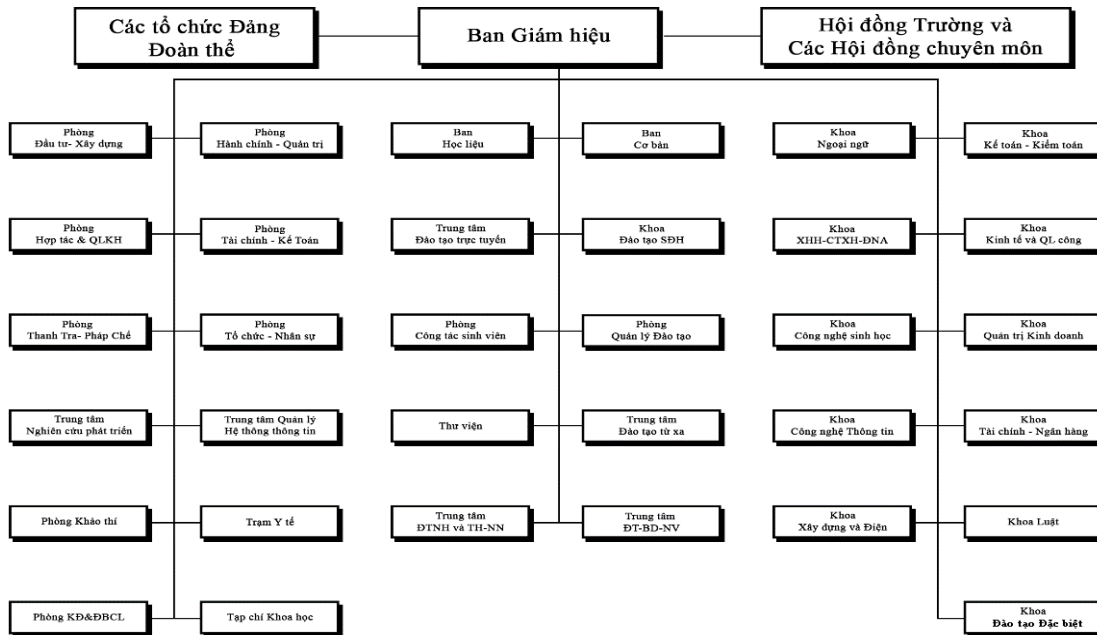 Các tổ chức Đảng
Đoàn thể
Ban Giám hiệu
Hội đồng Trường và
Các Hội đồng chuyên môn
Phòng
Đầu tư- Xây dựng
Phòng
Hành chính - Quản trị
Ban
Học liệu
Ban
Cơ bản
Khoa
Ngoại ngữ
Khoa
Kế toán - Kiểm toán
Phòng
Hợp tác & QLKH
Phòng
Tài chính - Kế Toán
Trung tâm
Đào tạo trực tuyến
Khoa
Đào tạo SĐH
Khoa
XHH-CTXH-ĐNA
Khoa
Kinh tế và QL công
Phòng
Thanh Tra- Pháp Chế
Phòng
Tổ chức - Nhân sự
Phòng
Công tác sinh viên
Phòng
Quản lý Đào tạo
Khoa
Công nghệ sinh học
Khoa
Quản trị Kinh doanh
Trung tâm
Nghiên cứu phát triển
Trung tâm Quản lý
Hệ thông thông tin
Thư viện
Trung tâm
Đào tạo từ xa
Khoa
Công nghệ Thông tin
Khoa
Tài chính - Ngân hàng
Phòng Khảo thí
Trạm Y tế
Trung tâm
ĐTNH và TH-NN
Trung tâm
ĐT-BD-NV
Khoa
Xây dựng và Điện
Khoa Luật
Phòng KĐ&ĐBCL
Tạp chí Khoa học
Khoa
Đào tạo Đặc biệt